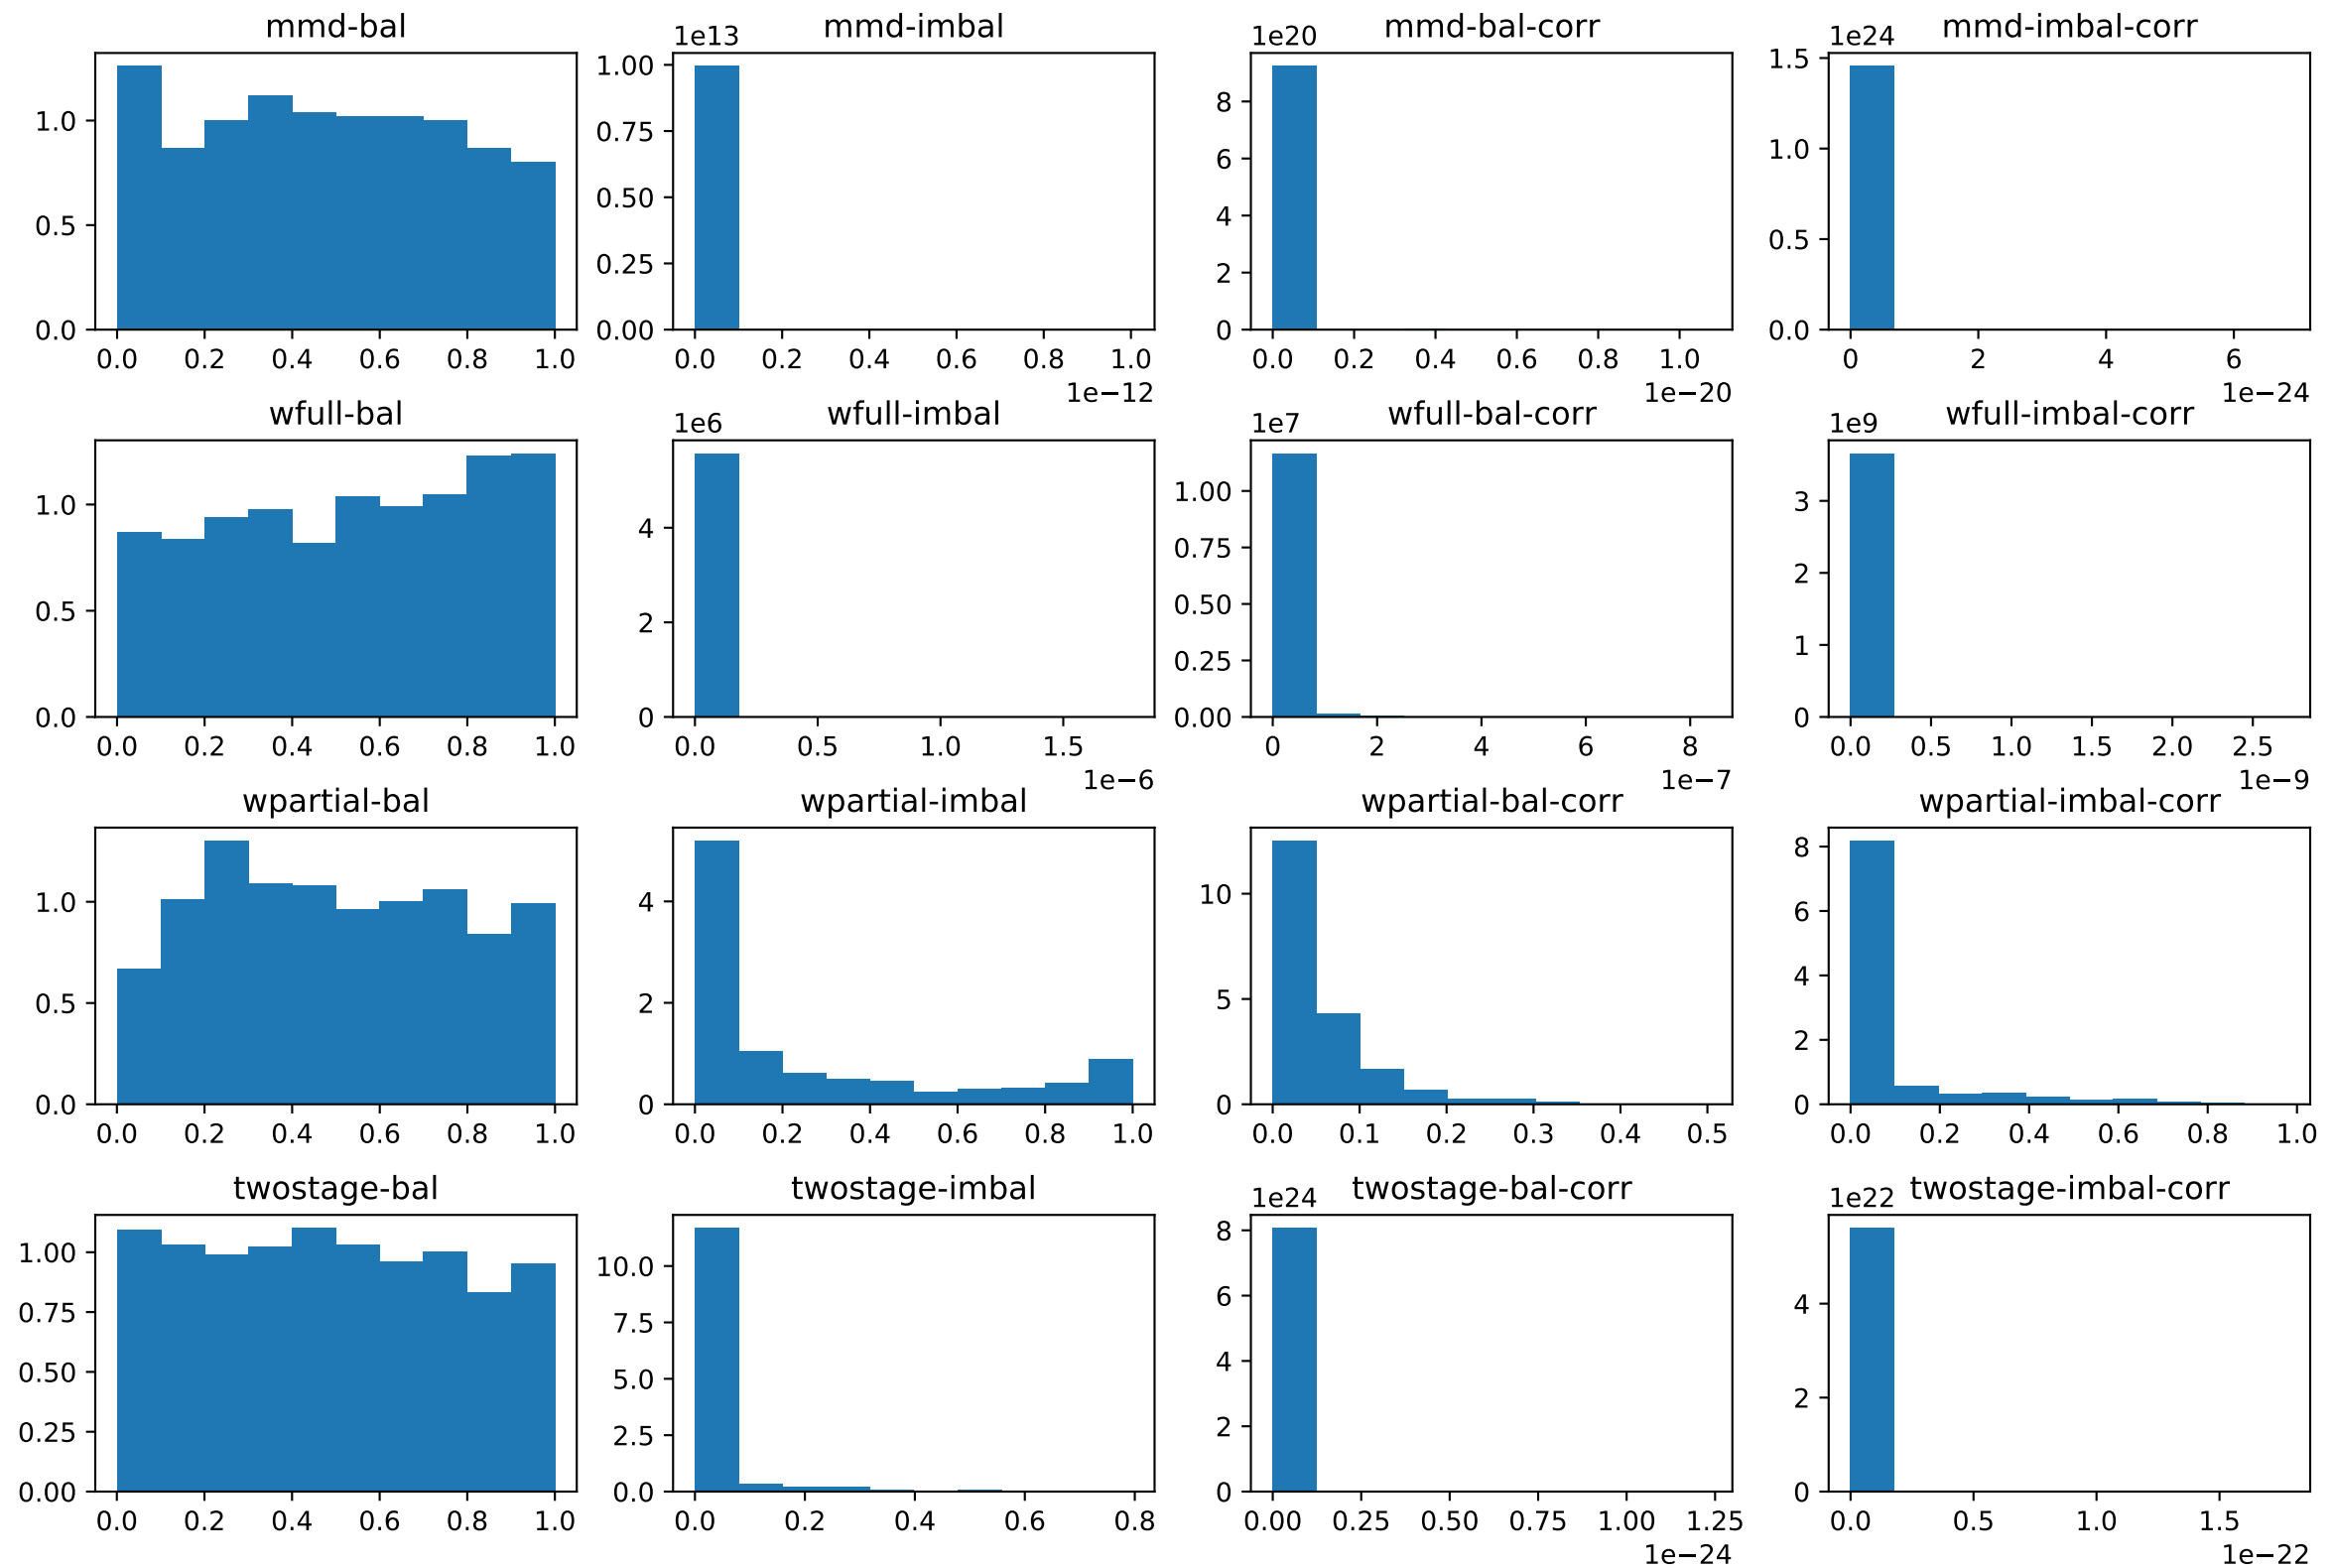 mmd-bal
1.0
0.5
0.0
0.0 0.2 0.4 0.6 0.8 1.0
mmd-imbal
1e13
1.00
0.75
0.50
0.25
0.00
0.0 0.2 0.4 0.6 0.8 1.0
1e−12
mmd-bal-corr
1e20
8
6
4
2
0
0.0 0.2 0.4 0.6 0.8 1.0
1e−20
mmd-imbal-corr
1e24
1.5
1.0
0.5
0.0
0 2 4 6
1e−24
wfull-bal
1.0
0.5
0.0
0.0 0.2 0.4 0.6 0.8 1.0
wfull-imbal
1e6
4
2
0
0.0 0.5 1.0 1.5
1e−6
wfull-bal-corr
1e7
1.00
0.75
0.50
0.25
0.00
0 2 4 6 8
1e−7
wfull-imbal-corr
1e9
3
2
1
0
0.0 0.5 1.0 1.5 2.0 2.5
1e−9
wpartial-bal
1.0
0.5
0.0
0.0 0.2 0.4 0.6 0.8 1.0
wpartial-imbal
4
2
0
0.0 0.2 0.4 0.6 0.8 1.0
wpartial-bal-corr
10
5
0
0.0 0.1 0.2 0.3 0.4 0.5
wpartial-imbal-corr
8
6
4
2
0
0.0 0.2 0.4 0.6 0.8 1.0
twostage-bal
1.00
0.75
0.50
0.25
0.00
0.0 0.2 0.4 0.6 0.8 1.0
twostage-imbal
10.0
7.5
5.0
2.5
0.0
0.0 0.2 0.4 0.6 0.8
twostage-bal-corr
1e24
8
6
4
2
0
0.00 0.25 0.50 0.75 1.00 1.25
1e−24
twostage-imbal-corr
1e22
4
2
0
0.0 0.5 1.0 1.5
1e−22